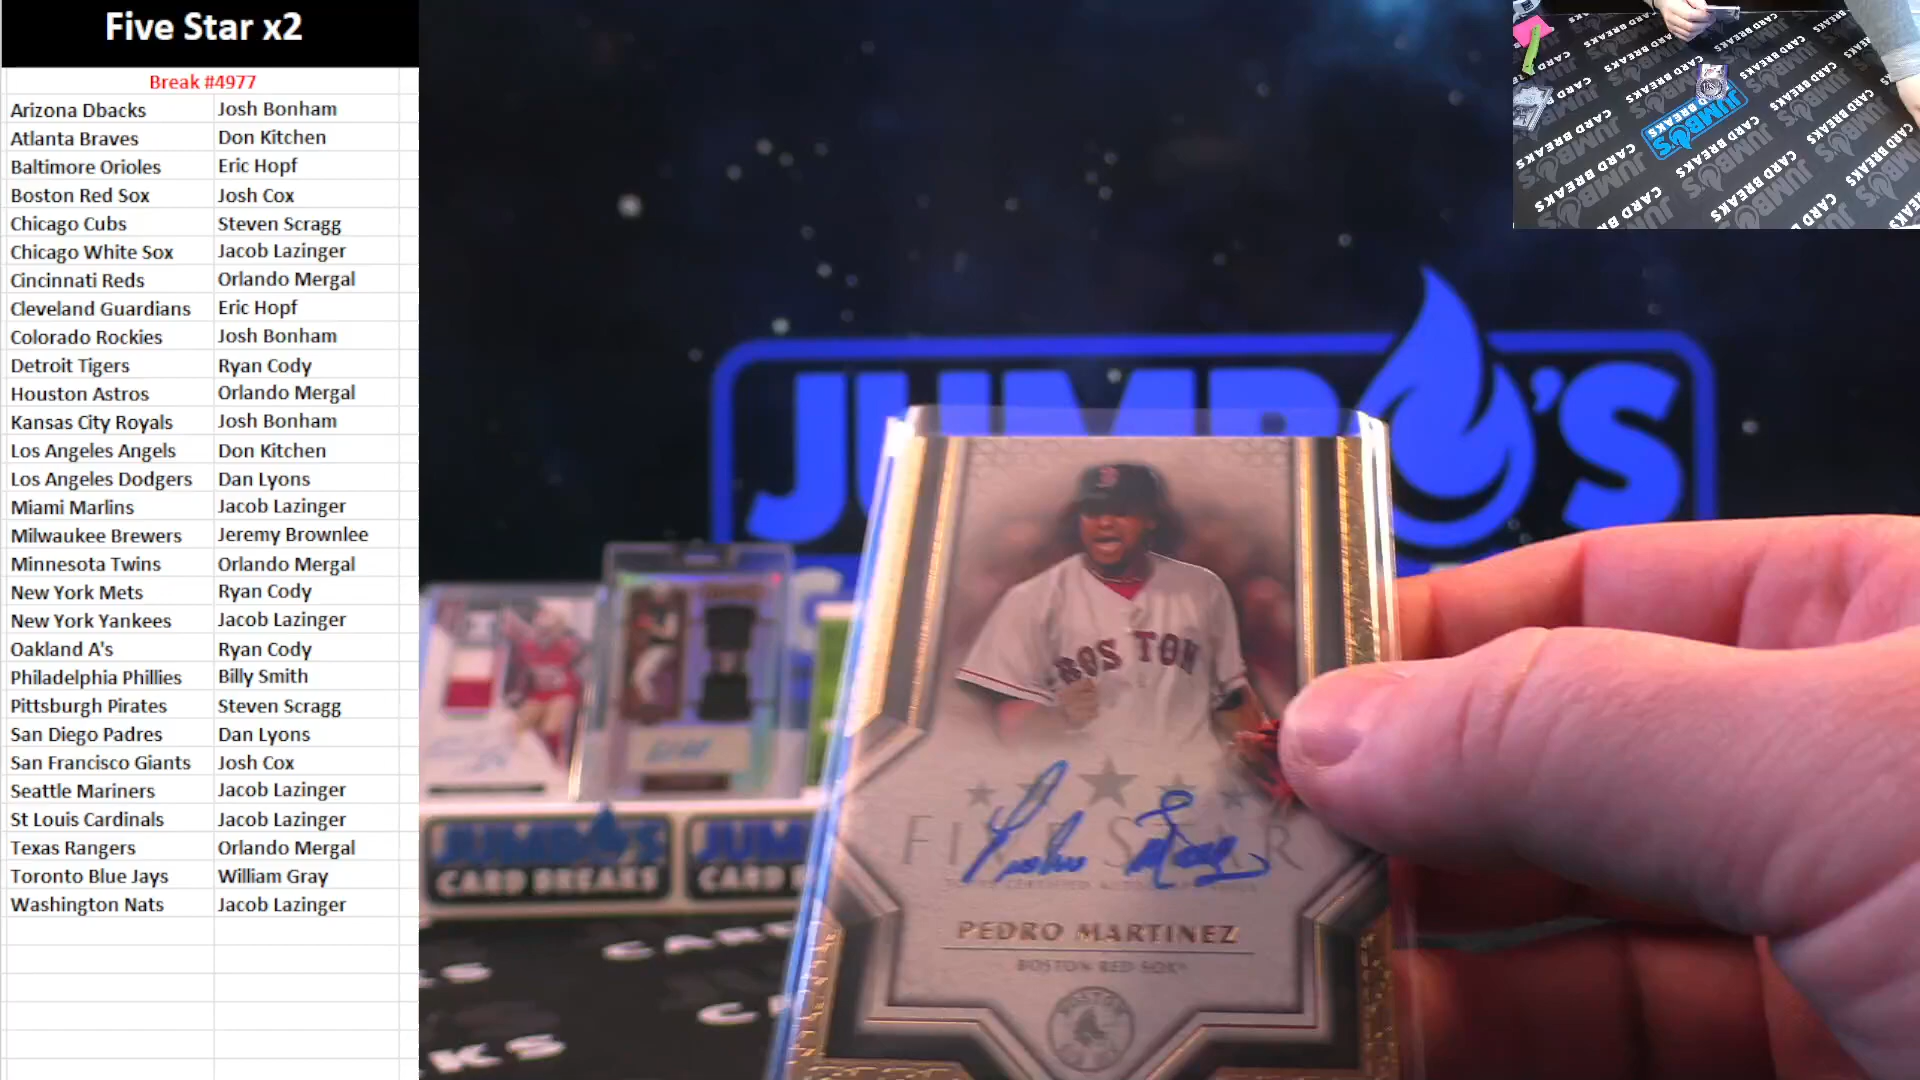 Five Star x2
Break #4977
Arizona Dbacks Josh Bonham
Atlanta Braves Don Kitchen
Baltimore Orioles Eric Hopf
Boston Red Sox Josh Cox
Chicago Cubs Steven Scragg
Chicago White Sox Jacob Lazinger
Cincinnati Reds Orlando Mergal
Cleveland Guardians Eric Hopf
Colorado Rockies Josh Bonham
Detroit Tigers Ryan Cody
Houston Astros Orlando Mergal
Kansas City Royals Josh Bonham
Los Angeles Angels Don Kitchen
Los Angeles Dodgers Dan Lyons
Miami Marlins Jacob Lazinger
Milwaukee Brewers Jeremy Brownlee
Minnesota Twins Orlando Mergal
New York Mets Ryan Cody
New York Yankees Jacob Lazinger
Oakland A's Ryan Cody
Philadelphia Phillies Billy Smith
Pittsburgh Pirates Steven Scragg
San Diego Padres Dan Lyons
San Francisco Giants Josh Cox
Seattle Mariners Jacob Lazinger
St Louis Cardinals Jacob Lazinger
Texas Rangers Orlando Mergal
Toronto Blue Jays William Gray
Washington Nats Jacob Lazinger
JUMBO'S
BOSTON
FIVE STAR
PEDRO MARTINEZ
BOSTON RED SOX
JUMBO'S
CARD BREAKS
JUMBO'S
CARD BREAKS